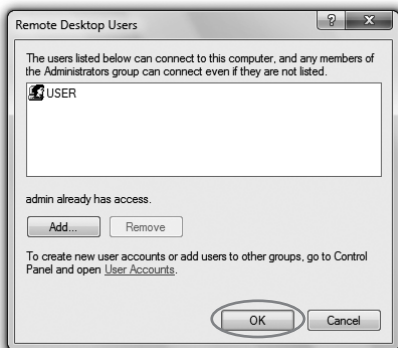 Remote Desktop Users
?
X
The users listed below can connect to this computer, and any members of
the Administrators group can connect even if they are not listed.
USER
admin already has access.
Add...
Remove
To create new user accounts or add users to other groups, go to Control
Panel and open User Accounts.
OK
Cancel